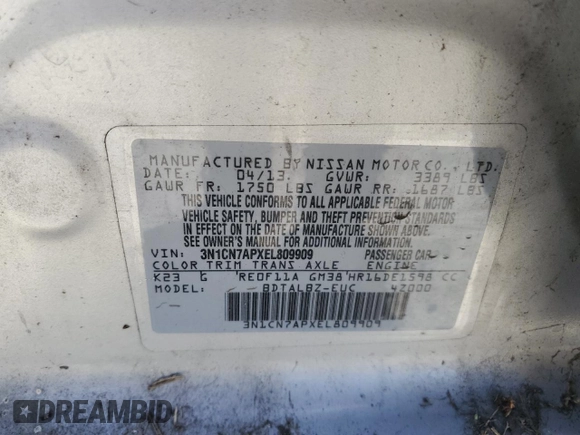 MANUFACTURED BY NISSAN MOTOR CO., LTD.
DATE: 04/13. GVWR: 3389 LBS
GAWR FR: 1750 LBS GAWR RR: 1687 LBS
THIS VEHICLE CONFORMS TO ALL APPLICABLE FEDERAL MOTOR
VEHICLE SAFETY, BUMPER AND THEFT PREVENTION STANDARDS
IN EFFECT ON THE DATE OF MANUFACTURE SHOWN ABOVE.
SEE OWNER'S MANUAL FOR ADDITIONAL INFORMATION.
VIN: 3N1CN7APXEL809909 PASSENGER CAR
COLOR TRIM TRANS AXLE ENGINE
K23 G RE0F11A GM38 HR16DE1598 CC
MODEL BDTALBZ-EUC 42000
3N1CN7APXEL809909
DREAMBID